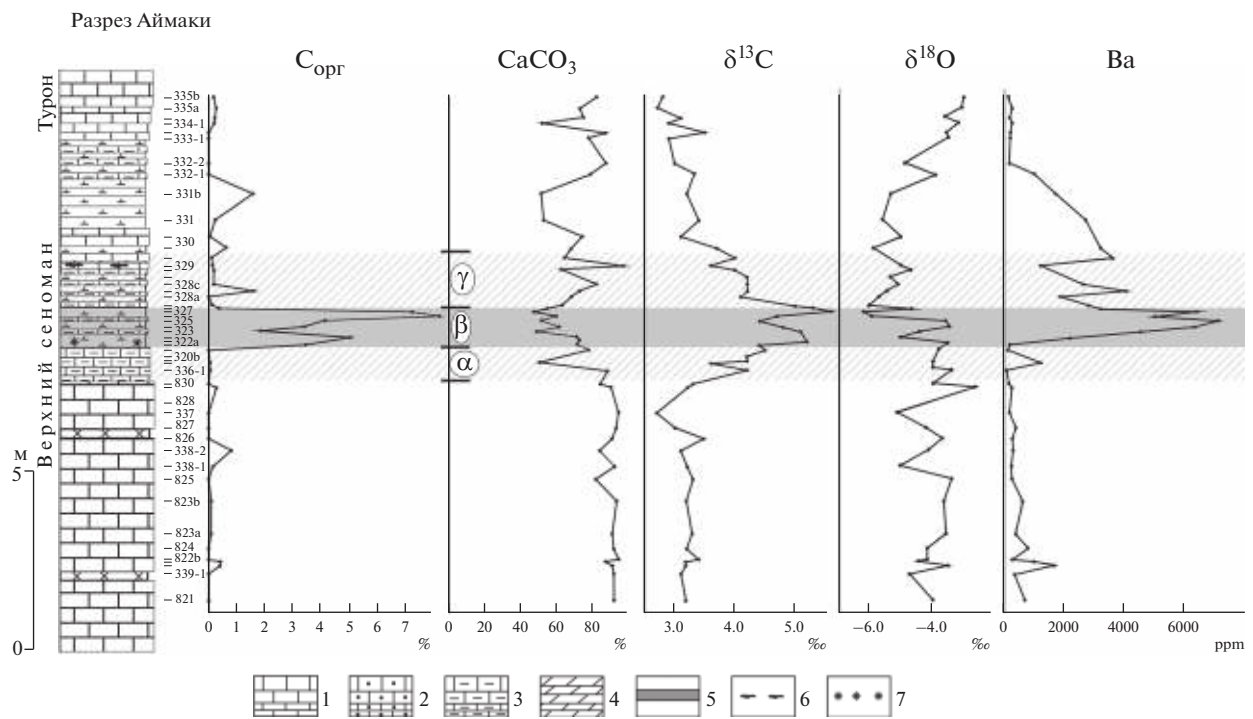 Разрез Аймаки
C_орг
CaCO₃
δ¹³C
δ¹⁸O
Ba
Турон
Верхний сеноман
335b
335a
334-1
333-1
332-2
332-1
331b
331
330
329
328c
328a
327
325
323
322a
320b
336-1
830
828
337
827
826
338-2
338-1
825
823b
823a
824
822b
339-1
821
γ
β
α
м
5
0
0 1 2 3 4 5 6 7
%
0 20 40 60 80
%
3.0 4.0 5.0
‰
−6.0 −4.0
‰
0 2000 4000 6000
ppm
1 2 3 4 5 6 7